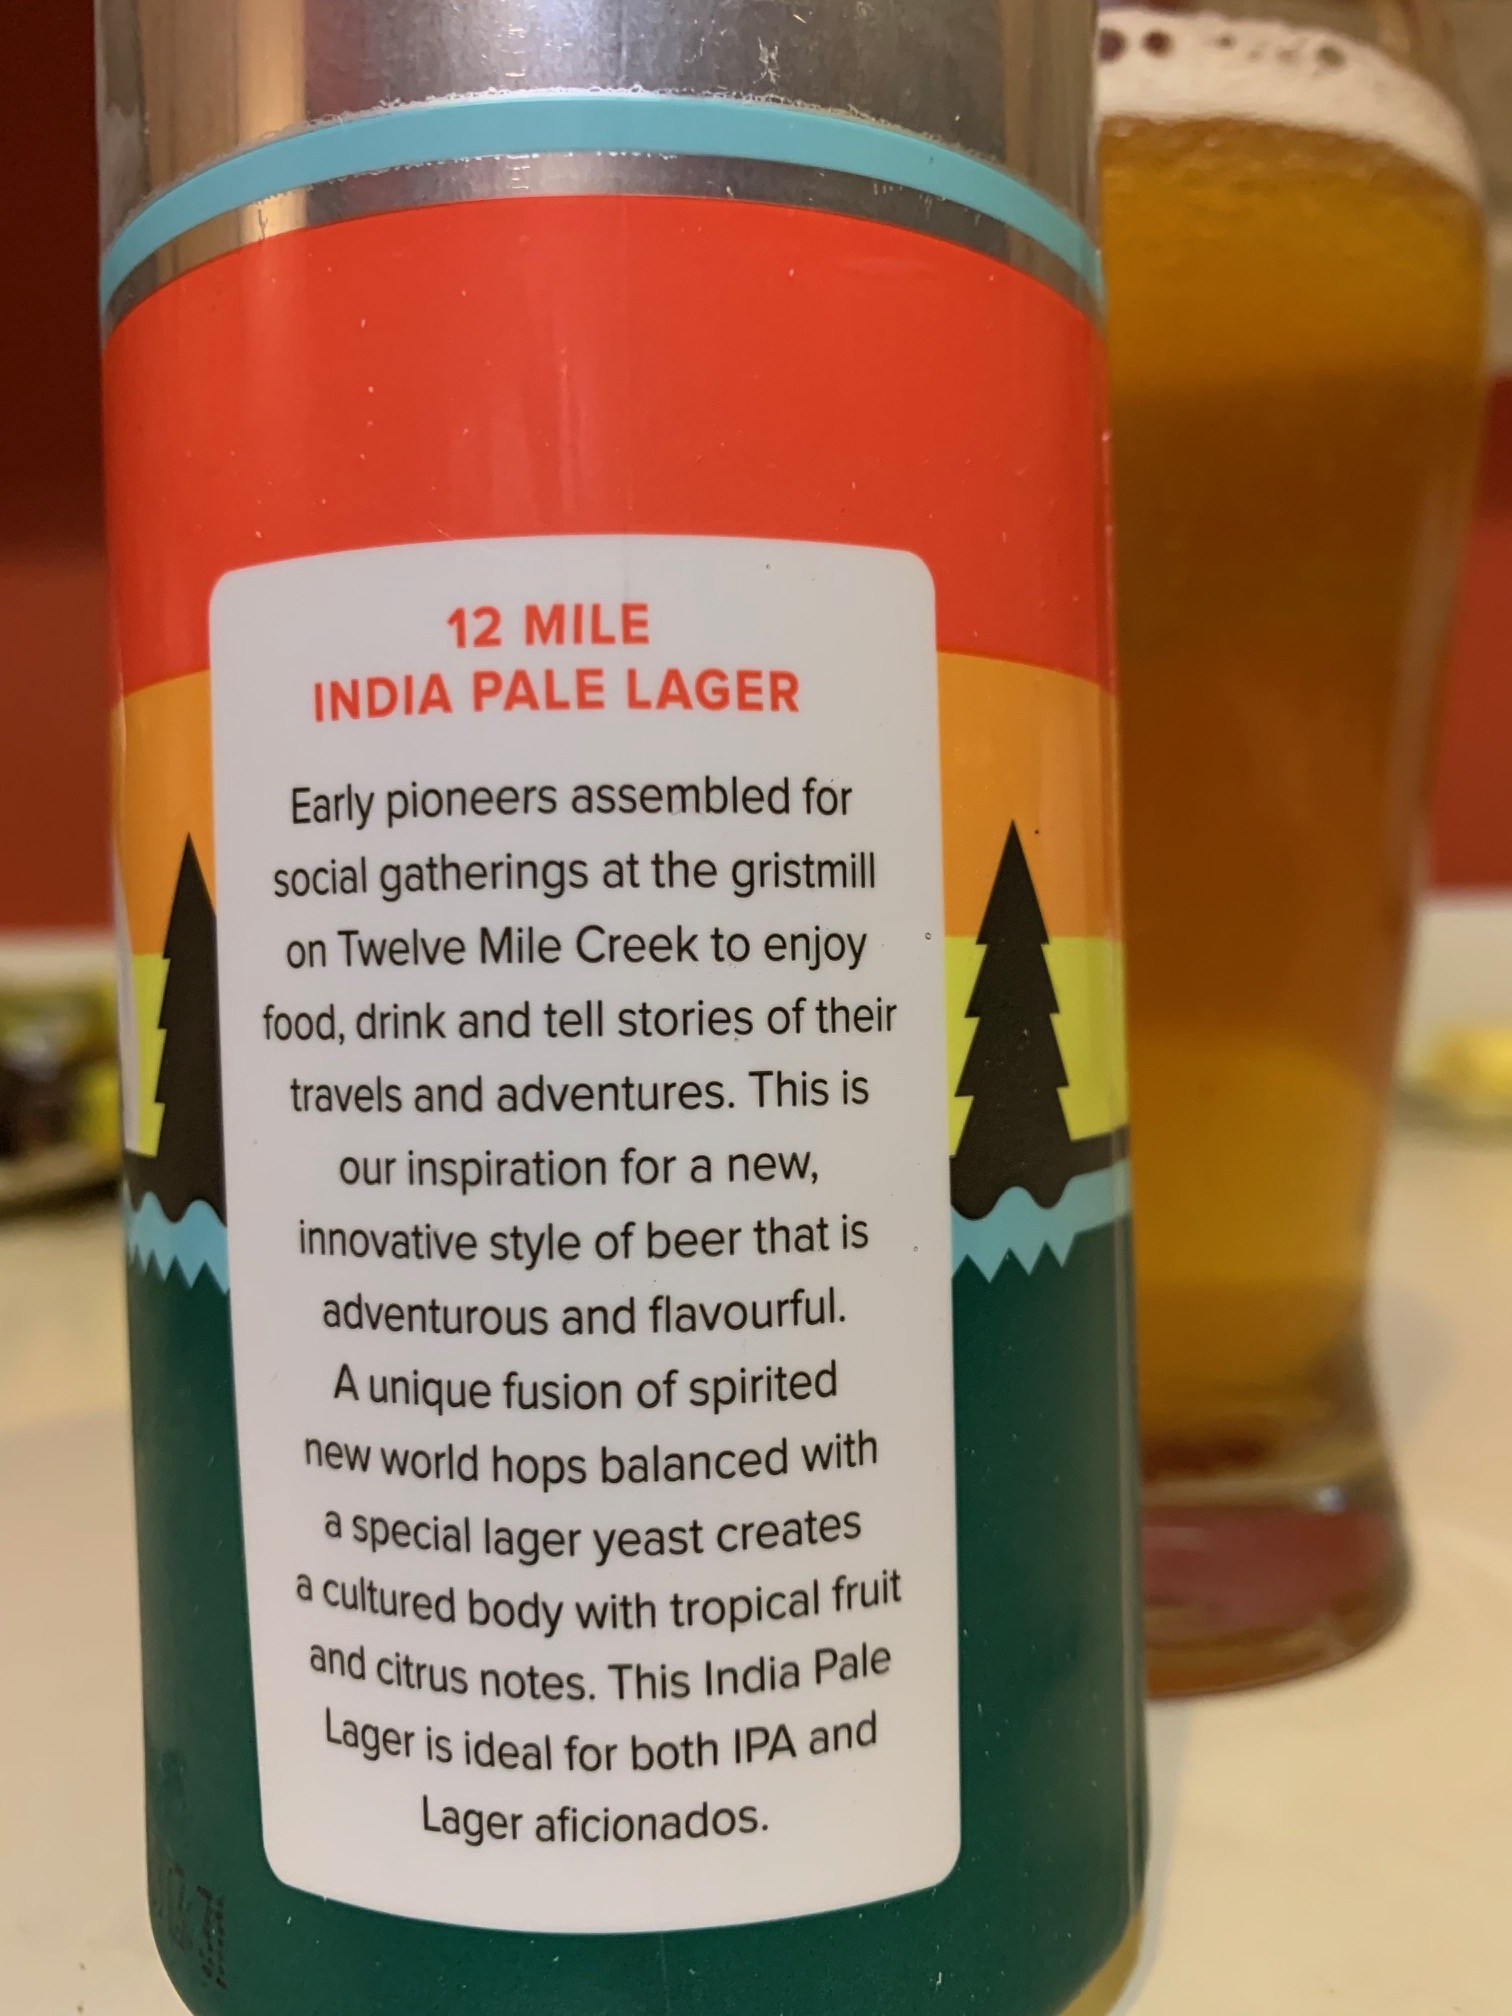 12 MILE
INDIA PALE LAGER
Early pioneers assembled for
social gatherings at the gristmill
on Twelve Mile Creek to enjoy
food, drink and tell stories of their
travels and adventures. This is
our inspiration for a new,
innovative style of beer that is
adventurous and flavourful.
A unique fusion of spirited
new world hops balanced with
a special lager yeast creates
a cultured body with tropical fruit
and citrus notes. This India Pale
Lager is ideal for both IPA and
Lager aficionados.